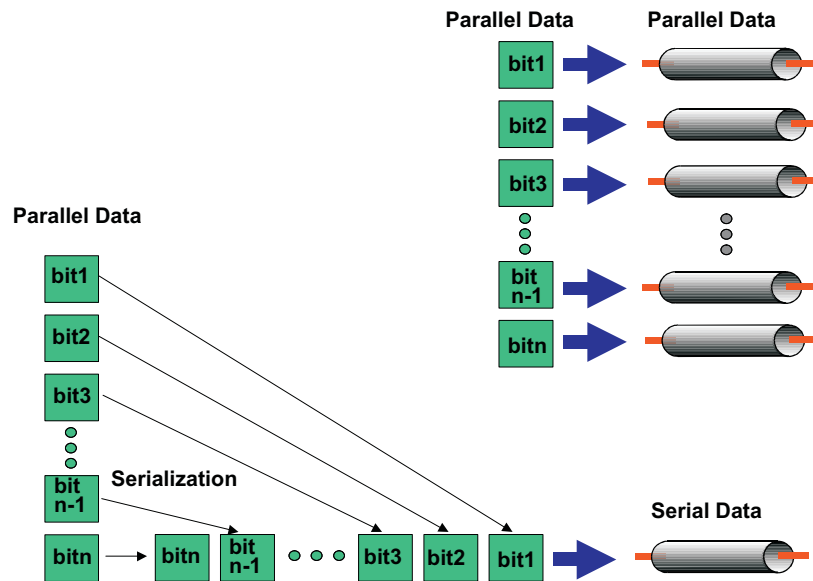 Parallel Data
Parallel Data
bit1
bit2
bit3
bit
n-1
bitn
Parallel Data
bit1
bit2
bit3
bit
n-1
bitn
Serialization
bitn
bit
n-1
bit3
bit2
bit1
Serial Data